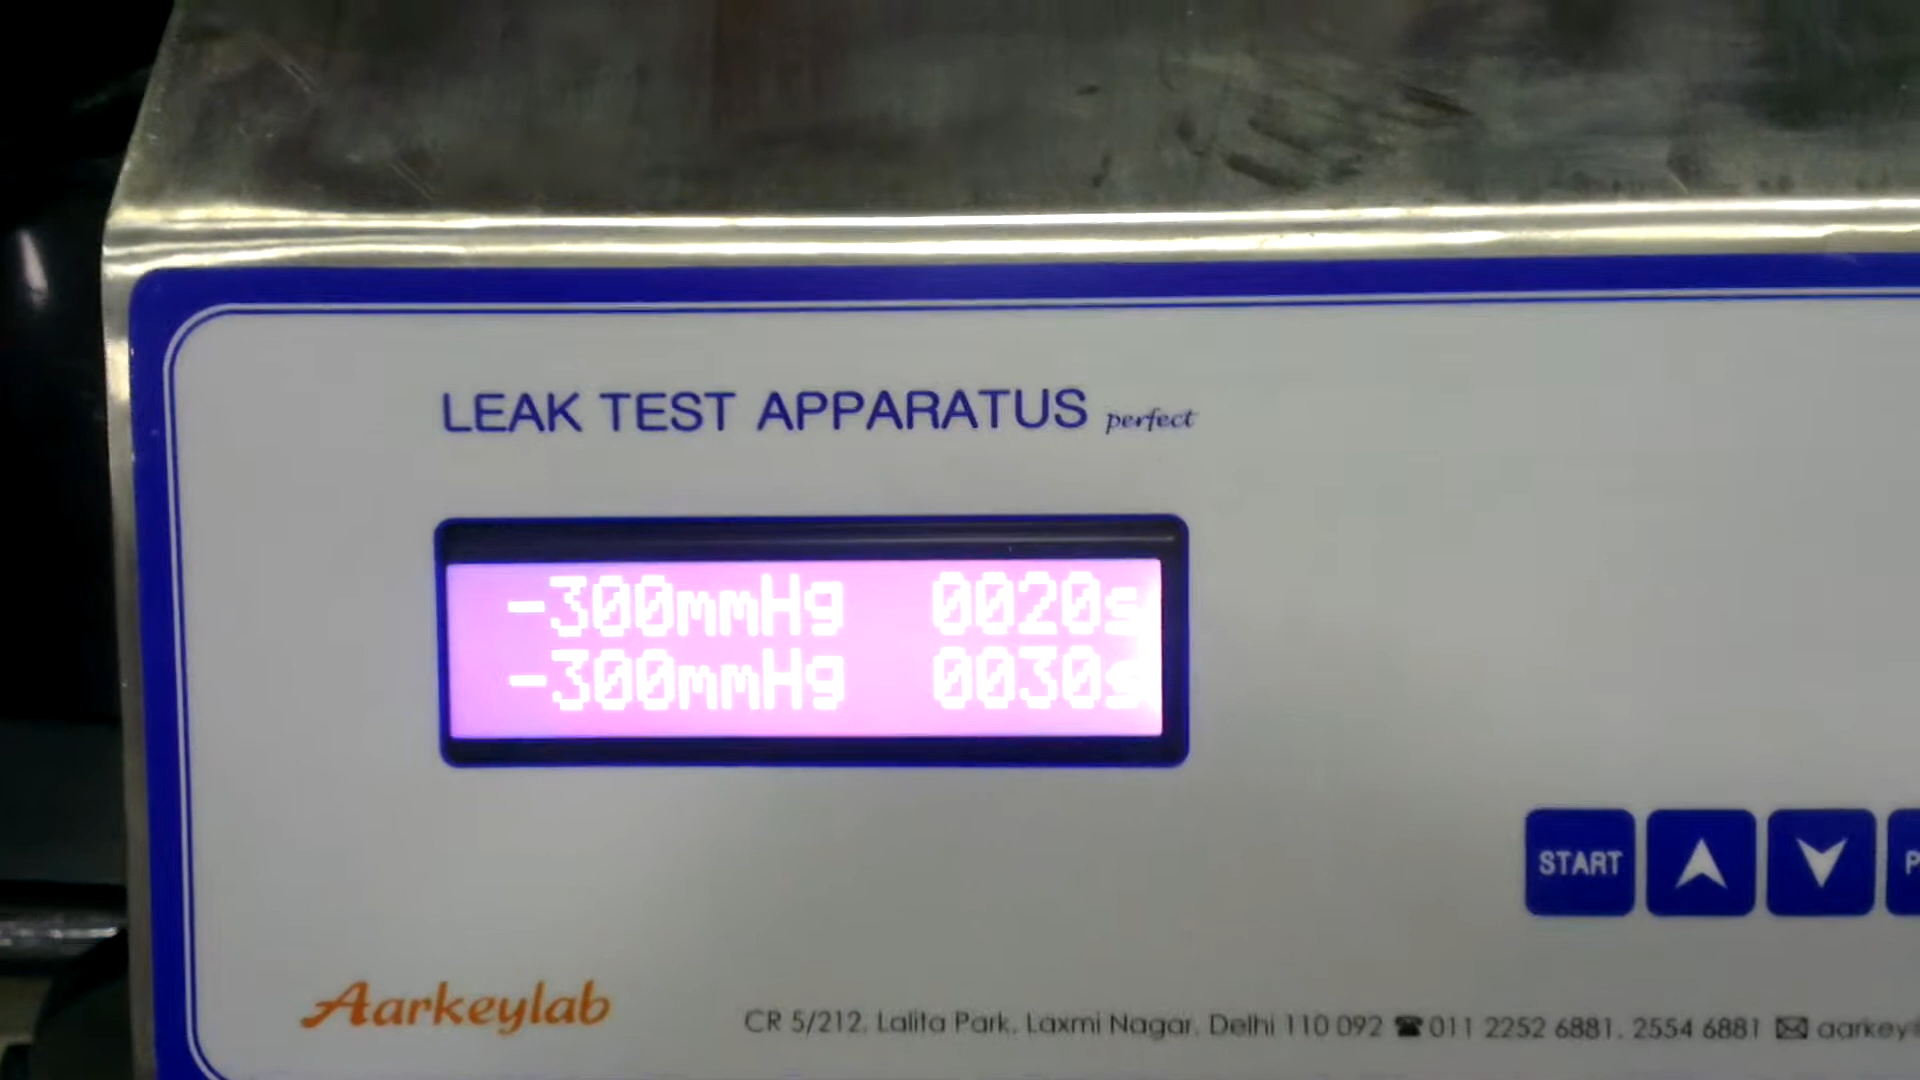 LEAK TEST APPARATUS perfect
-300mmHg 0020s
-300mmHg 0030s
START
Aarkeylab
CR 5/212, Lalita Park, Laxmi Nagar, Delhi 110 092 ☎ 011 2252 6881, 2554 6881 ✉ aarkey